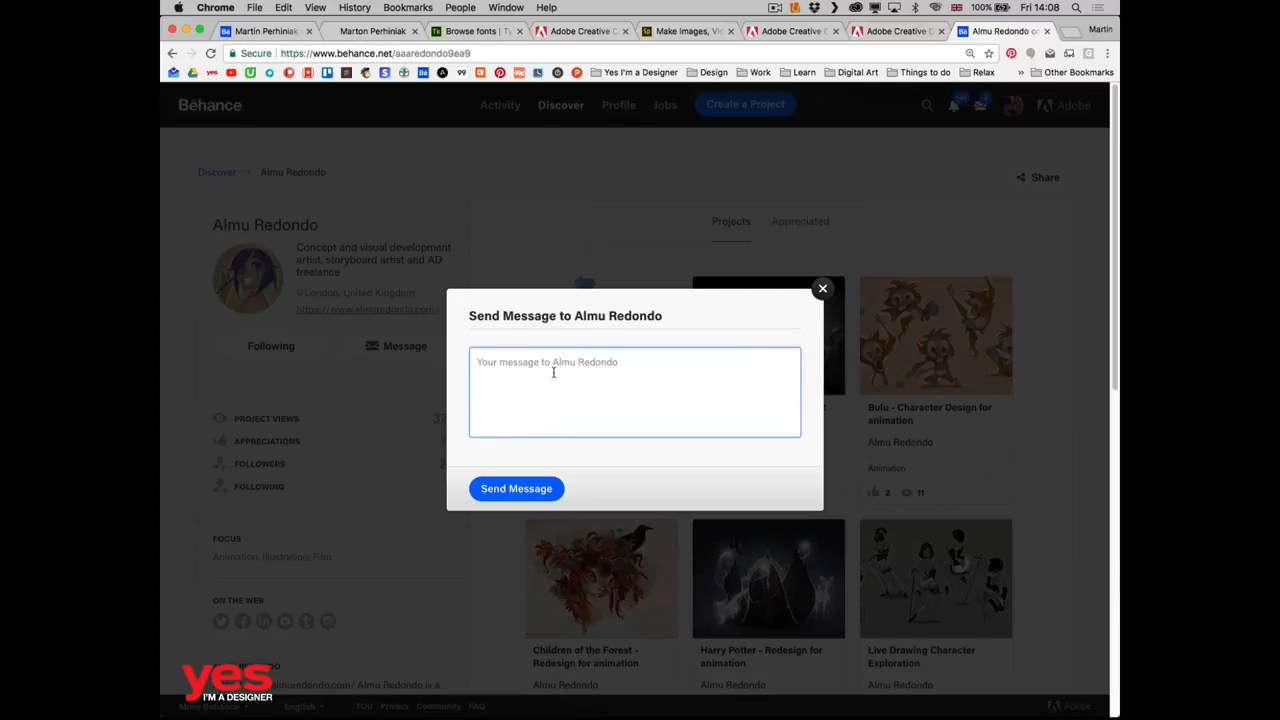 Chrome File Edit View History Bookmarks People Window Help 100% Fri 14:08
Martin Perhiniak Marton Perhiniak Browse fonts | Ty Adobe Creative C Make Images, Vi Adobe Creative Adobe Creative C Almu Redondo on Martin
Secure https://www.behance.net/aaaredondo9ea9
Yes I'm a Designer Design Work Learn Digital Art Things to do Relax » Other Bookmarks
Bēhance Activity Discover Profile Jobs Create a Project Adobe
Discover Almu Redondo Share
Almu Redondo
Projects Appreciated
Concept and visual development
artist, storyboard artist and AD
freelance
London, United Kingdom
Following Message
Send Message to Almu Redondo
Your message to Almu Redondo
Send Message
PROJECT VIEWS 37
APPRECIATIONS
FOLLOWERS 2
FOLLOWING
FOCUS
Animation, Illustration, Film
ON THE WEB
Bulu - Character Design for
animation
Almu Redondo
Animation
2 11
Children of the Forest -
Redesign for animation
Almu Redondo
Harry Potter - Redesign for
animation
Almu Redondo
Live Drawing Character
Exploration
Almu Redondo
yes
I'M A DESIGNER
More Behance English TOU Privacy Community FAQ Adobe